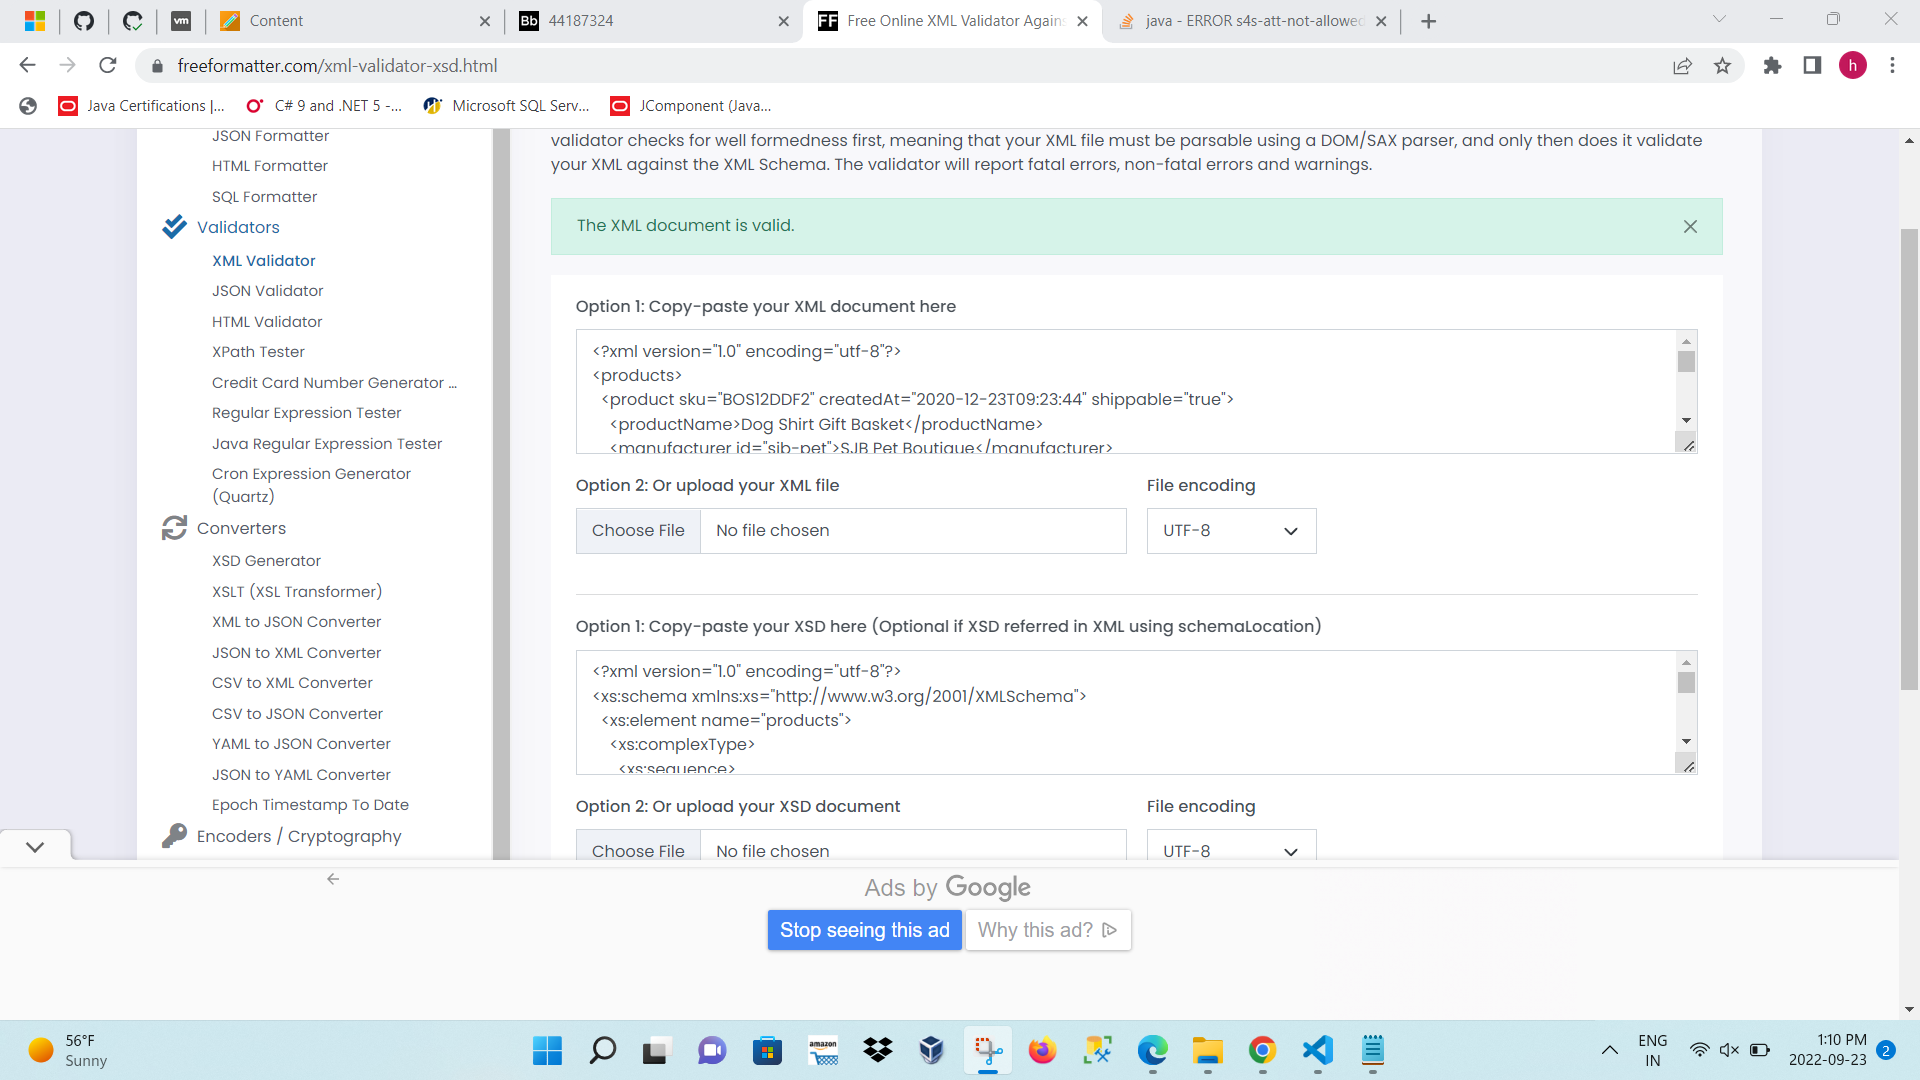 vm
Content
Bb
44187324
FF
Free Online XML Validator Again
java - ERROR s4s-att-not-allowed
freeformatter.com/xml-validator-xsd.html
h
Java Certifications |...
C# 9 and .NET 5 -...
Microsoft SQL Serv...
JComponent (Java...
JSON Formatter
HTML Formatter
SQL Formatter
Validators
XML Validator
JSON Validator
HTML Validator
XPath Tester
Credit Card Number Generator ...
Regular Expression Tester
Java Regular Expression Tester
Cron Expression Generator
(Quartz)
Converters
XSD Generator
XSLT (XSL Transformer)
XML to JSON Converter
JSON to XML Converter
CSV to XML Converter
CSV to JSON Converter
YAML to JSON Converter
JSON to YAML Converter
Epoch Timestamp To Date
Encoders / Cryptography
validator checks for well formedness first, meaning that your XML file must be parsable using a DOM/SAX parser, and only then does it validate
your XML against the XML Schema. The validator will report fatal errors, non-fatal errors and warnings.
The XML document is valid.
Option 1: Copy-paste your XML document here
<?xml version="1.0" encoding="utf-8"?>
<products>
<product sku="BOS12DDF2" createdAt="2020-12-23T09:23:44" shippable="true">
<productName>Dog Shirt Gift Basket</productName>
<manufacturer id="sjb-pet">SJB Pet Boutique</manufacturer>
Option 2: Or upload your XML file
File encoding
Choose File No file chosen
UTF-8
Option 1: Copy-paste your XSD here (Optional if XSD referred in XML using schemaLocation)
<?xml version="1.0" encoding="utf-8"?>
<xs:schema xmlns:xs="http://www.w3.org/2001/XMLSchema">
<xs:element name="products">
<xs:complexType>
<xs:sequence>
Option 2: Or upload your XSD document
File encoding
Choose File No file chosen
UTF-8
Ads by Google
Stop seeing this ad
Why this ad?
56°F
Sunny
amazon
ENG
IN
1:10 PM
2022-09-23
2